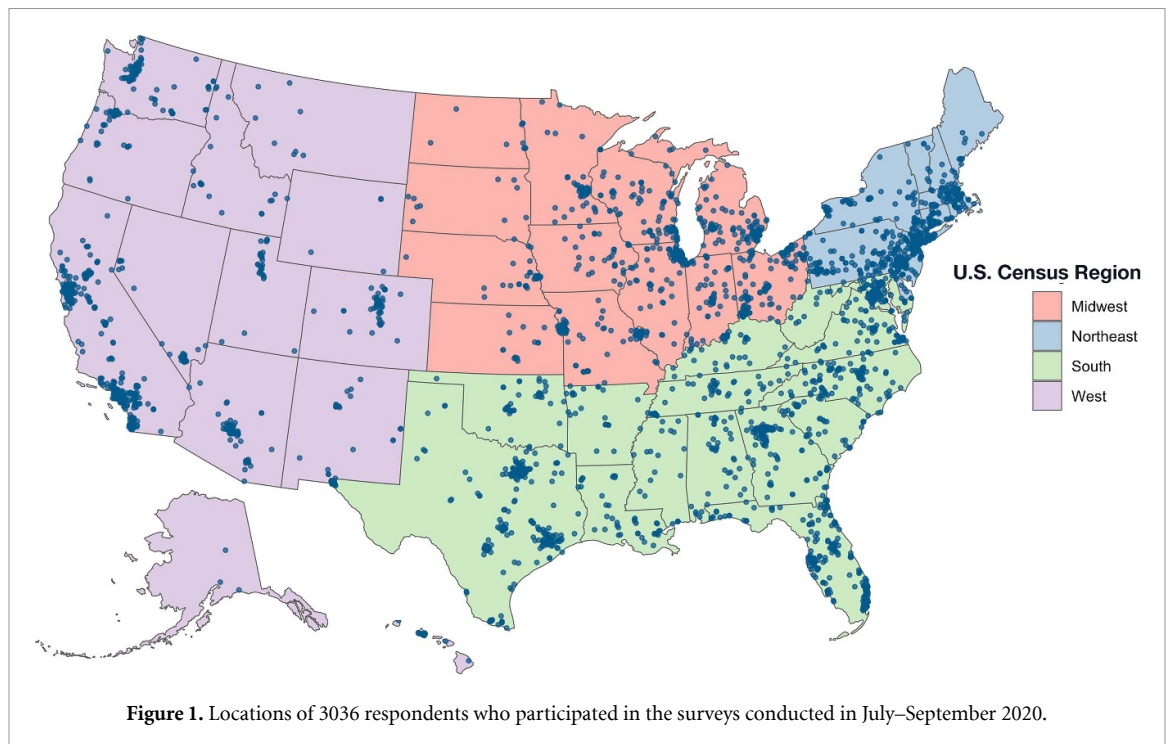 U.S. Census Region
Midwest
Northeast
South
West
Figure 1. Locations of 3036 respondents who participated in the surveys conducted in July–September 2020.